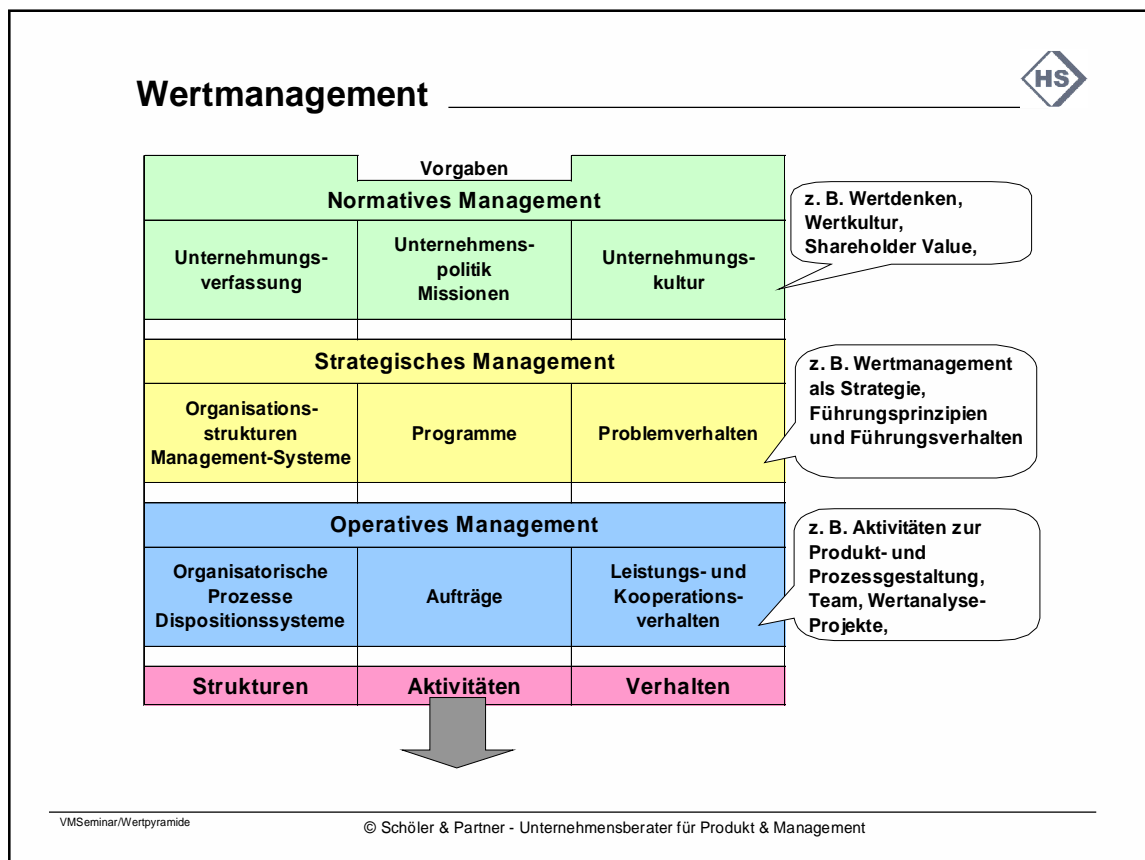 Wertmanagement
HS
Vorgaben
Normatives Management
Unternehmungs-
verfassung
Unternehmens-
politik
Missionen
Unternehmungs-
kultur
z. B. Wertdenken,
Wertkultur,
Shareholder Value,
Strategisches Management
Organisations-
strukturen
Management-Systeme
Programme
Problemverhalten
z. B. Wertmanagement
als Strategie,
Führungsprinzipien
und Führungsverhalten
Operatives Management
Organisatorische
Prozesse
Dispositionssysteme
Aufträge
Leistungs- und
Kooperations-
verhalten
z. B. Aktivitäten zur
Produkt- und
Prozessgestaltung,
Team, Wertanalyse-
Projekte,
Strukturen
Aktivitäten
Verhalten
VMSeminar/Wertpyramide
© Schöler & Partner - Unternehmensberater für Produkt & Management